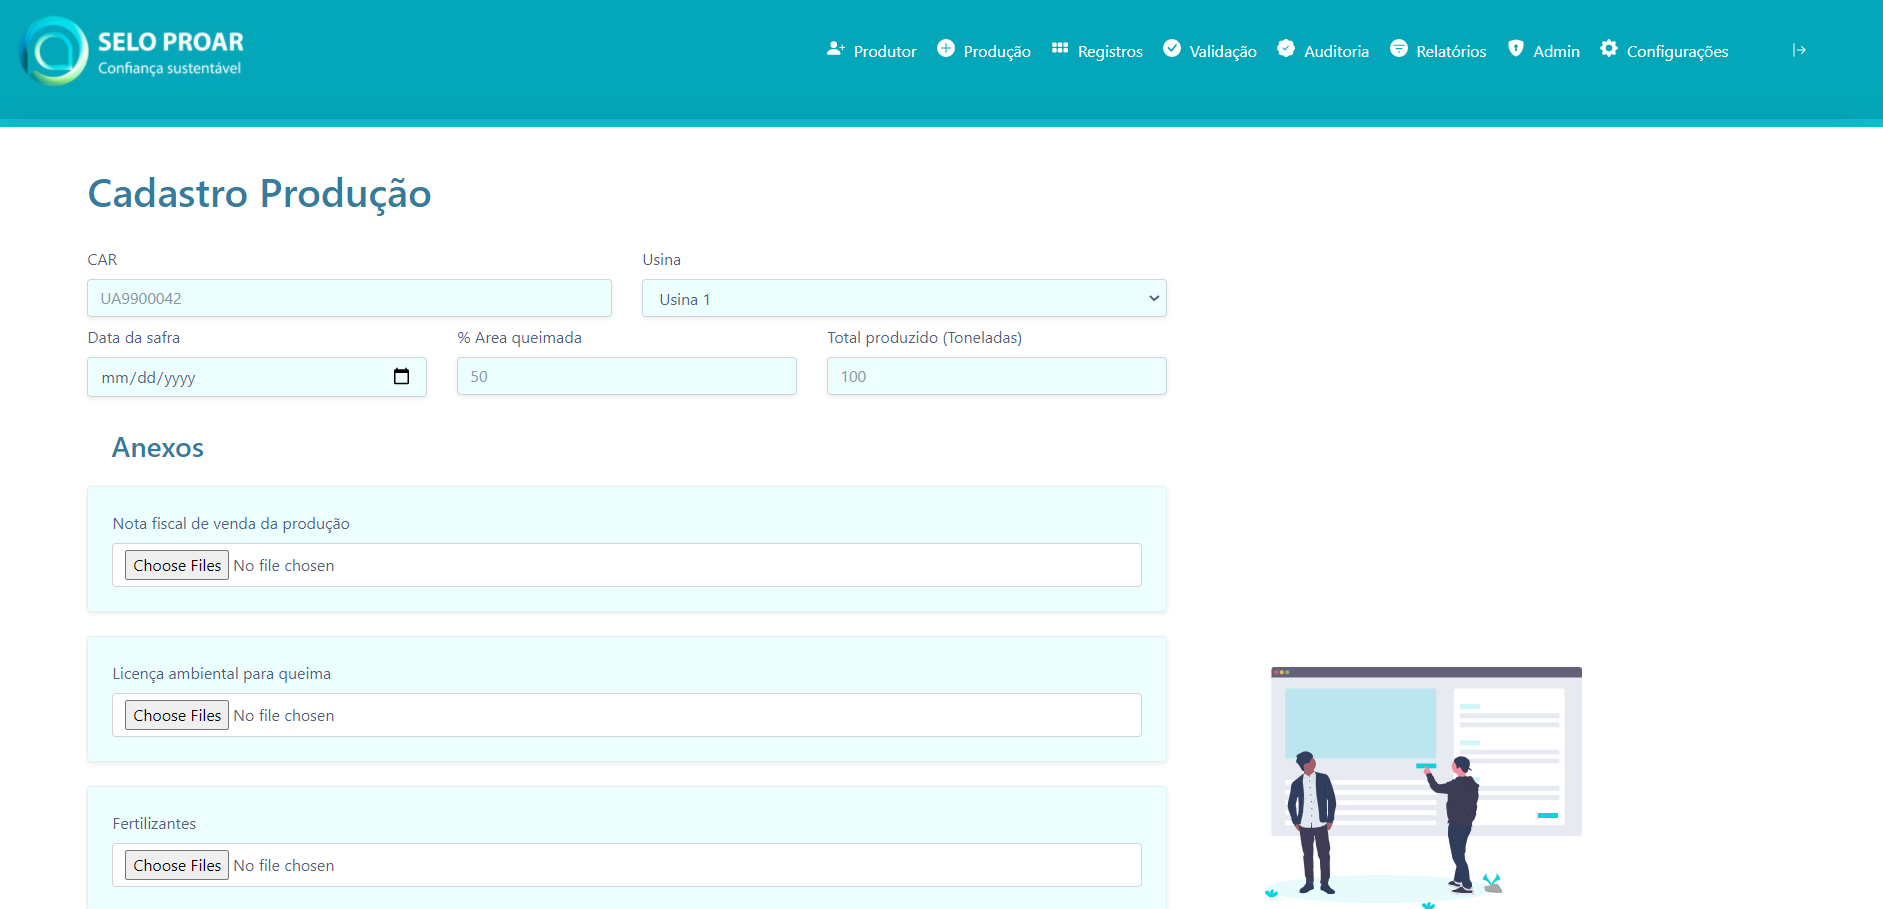 SELO PROAR
Confiança sustentável
Produtor Produção Registros Validação Auditoria Relatórios Admin Configurações
Cadastro Produção
CAR Usina
UA9900042 Usina 1
Data da safra % Area queimada Total produzido (Toneladas)
mm/dd/yyyy 50 100
Anexos
Nota fiscal de venda da produção
Choose Files No file chosen
Licença ambiental para queima
Choose Files No file chosen
Fertilizantes
Choose Files No file chosen